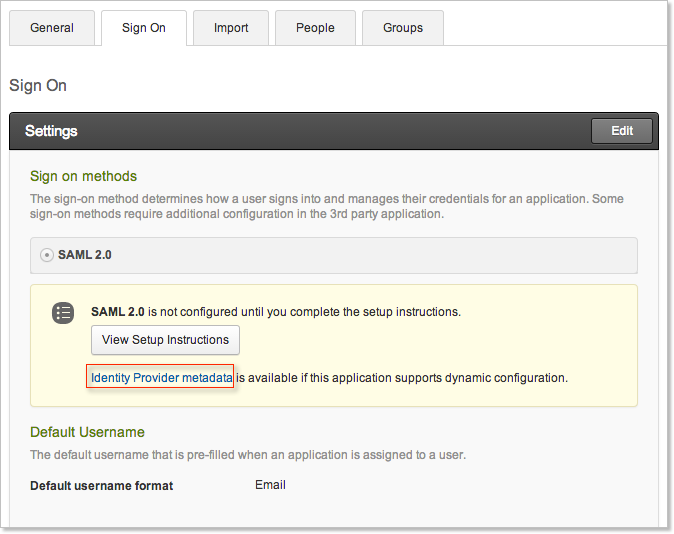 General
Sign On
Import
People
Groups
Sign On
Settings
Edit
Sign on methods
The sign-on method determines how a user signs into and manages their credentials for an application. Some
sign-on methods require additional configuration in the 3rd party application.
SAML 2.0
SAML 2.0 is not configured until you complete the setup instructions.
View Setup Instructions
Identity Provider metadata is available if this application supports dynamic configuration.
Default Username
The default username that is pre-filled when an application is assigned to a user.
Default username format
Email